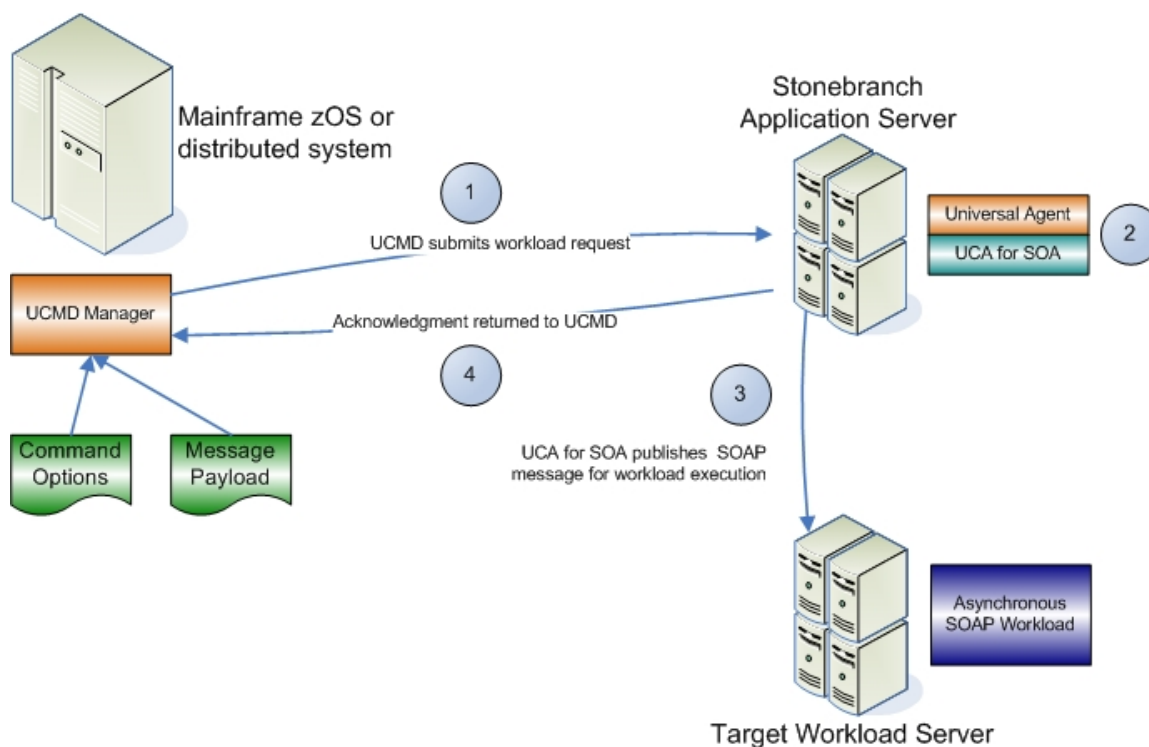 Mainframe zOS or
distributed system
Stonebranch
Application Server
1
UCMD submits workload request
Universal Agent
UCA for SOA
2
UCMD Manager
Acknowledgment returned to UCMD
4
3
Command
Options
Message
Payload
UCA for SOA publishes SOAP
message for workload execution
Asynchronous
SOAP Workload
Target Workload Server